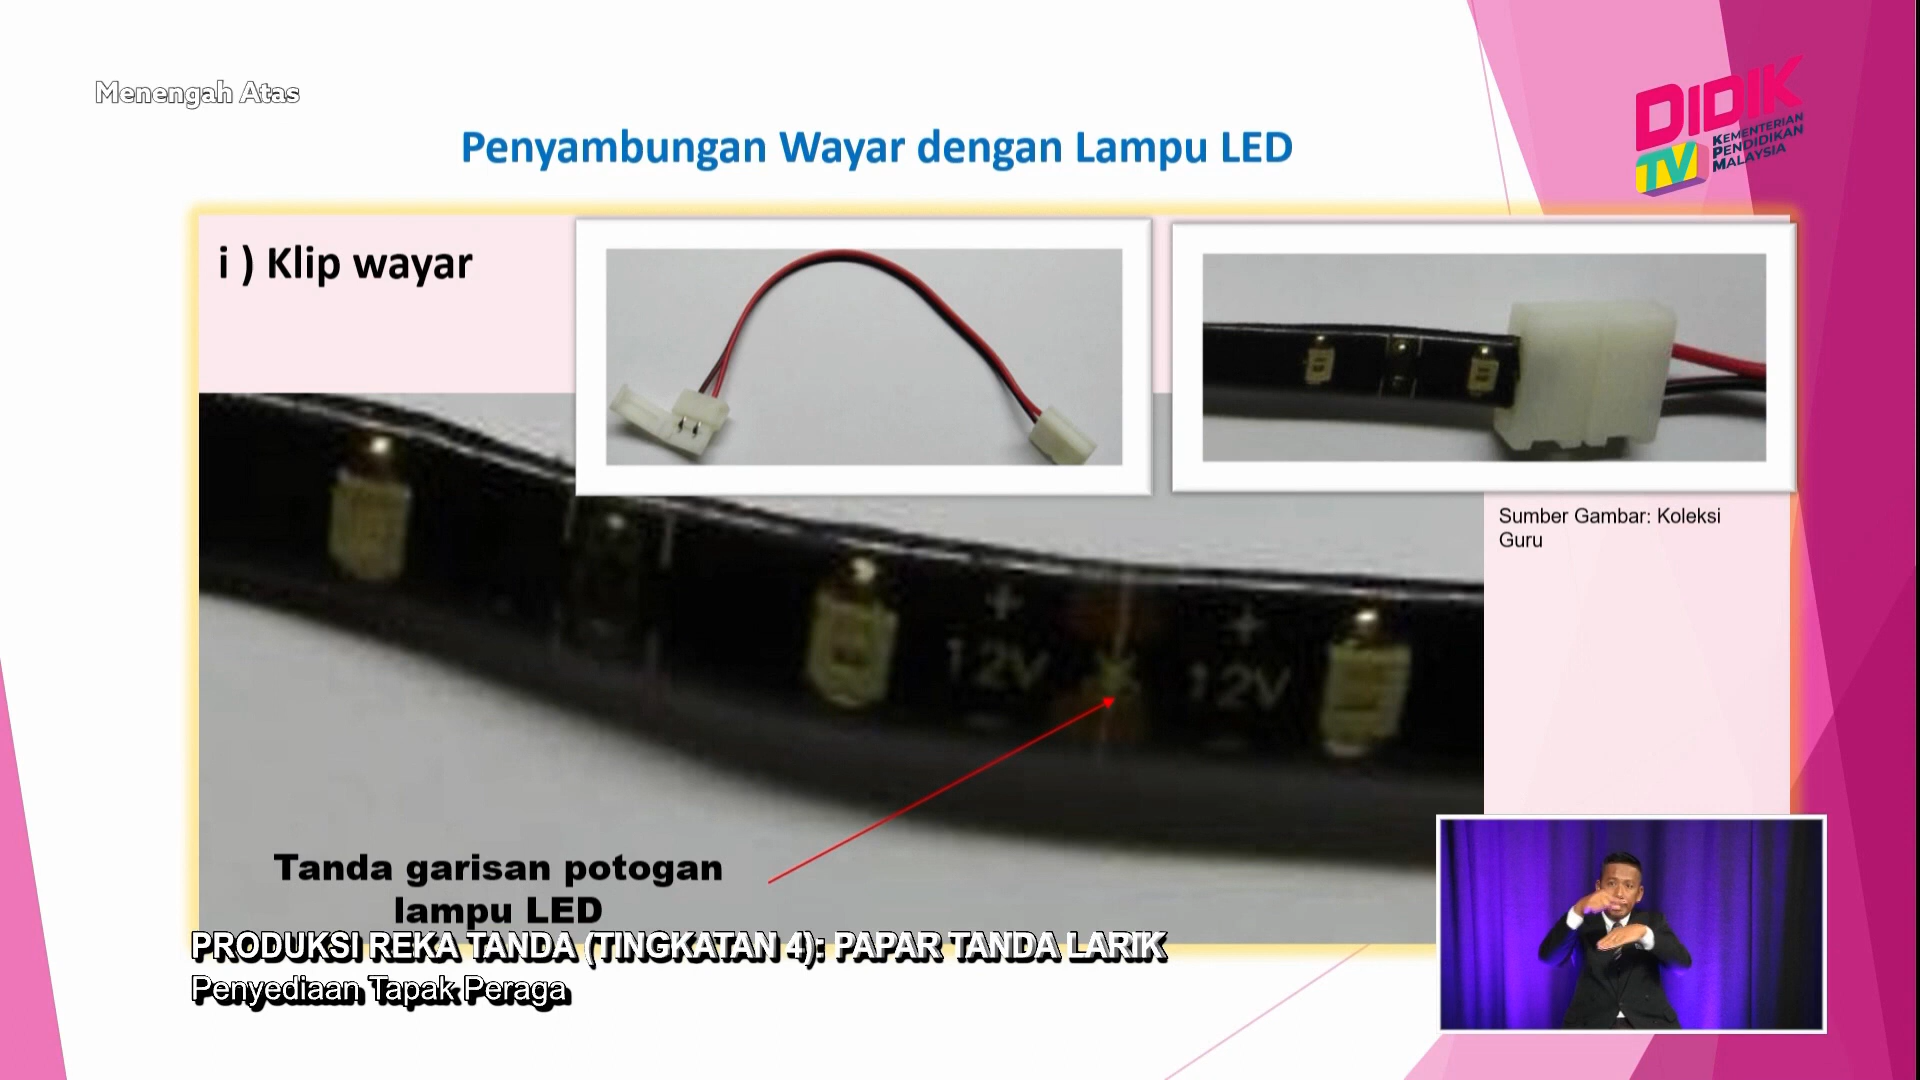 Menengah Atas
DIDIK
TV
KEMENTERIAN
PENDIDIKAN
MALAYSIA
Penyambungan Wayar dengan Lampu LED
i ) Klip wayar
Sumber Gambar: Koleksi
Guru
+
12V
-
+
12V
-
Tanda garisan potogan
lampu LED
PRODUKSI REKA TANDA (TINGKATAN 4): PAPAR TANDA LARIK
Penyediaan Tapak Peraga